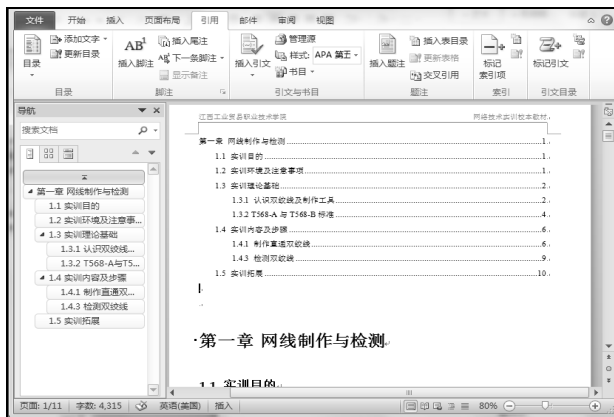 文件 开始 插入 页面布局 引用 邮件 审阅 视图
目录
添加文字
更新目录
目录
AB¹
插入脚注
插入尾注
下一条脚注
显示备注
脚注
插入引文
管理源
样式: APA 第五
书目
引文与书目
插入题注
插入表目录
更新表格
交叉引用
题注
标记
索引项
索引
标记引文
引文目录
导航
搜索文档
第一章 网线制作与检测
1.1 实训目的
1.2 实训环境及注意事...
1.3 实训理论基础
1.3.1 认识双绞线...
1.3.2 T568-A与T5...
1.4 实训内容及步骤
1.4.1 制作直通双...
1.4.3 检测双绞线
1.5 实训拓展
江西工业贸易职业技术学院 网络技术实训校本教材
第一章 网线制作与检测 1
1.1 实训目的 1
1.2 实训环境及注意事项 1
1.3 实训理论基础 2
1.3.1 认识双绞线及制作工具 2
1.3.2 T568-A 与 T568-B 标准 4
1.4 实训内容及步骤 6
1.4.1 制作直通双绞线 6
1.4.3 检测双绞线 9
1.5 实训拓展 10
第一章 网线制作与检测
1.1 实训目的
页面: 1/11 字数: 4,315 英语(美国) 插入 80%